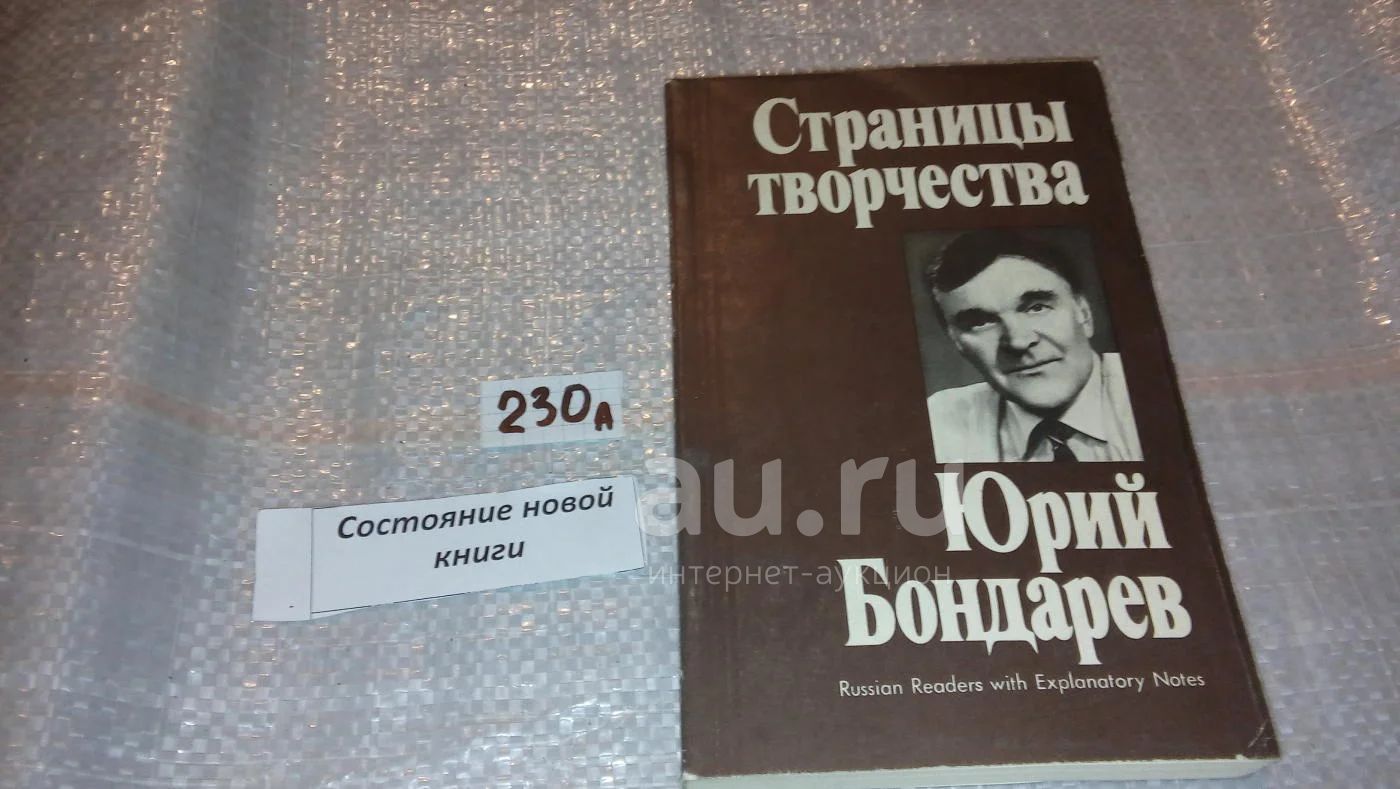 Страницы
творчества
230А
Состояние новой
книги
au.ru
интернет-аукцион
Юрий
Бондарев
Russian Readers with Explanatory Notes